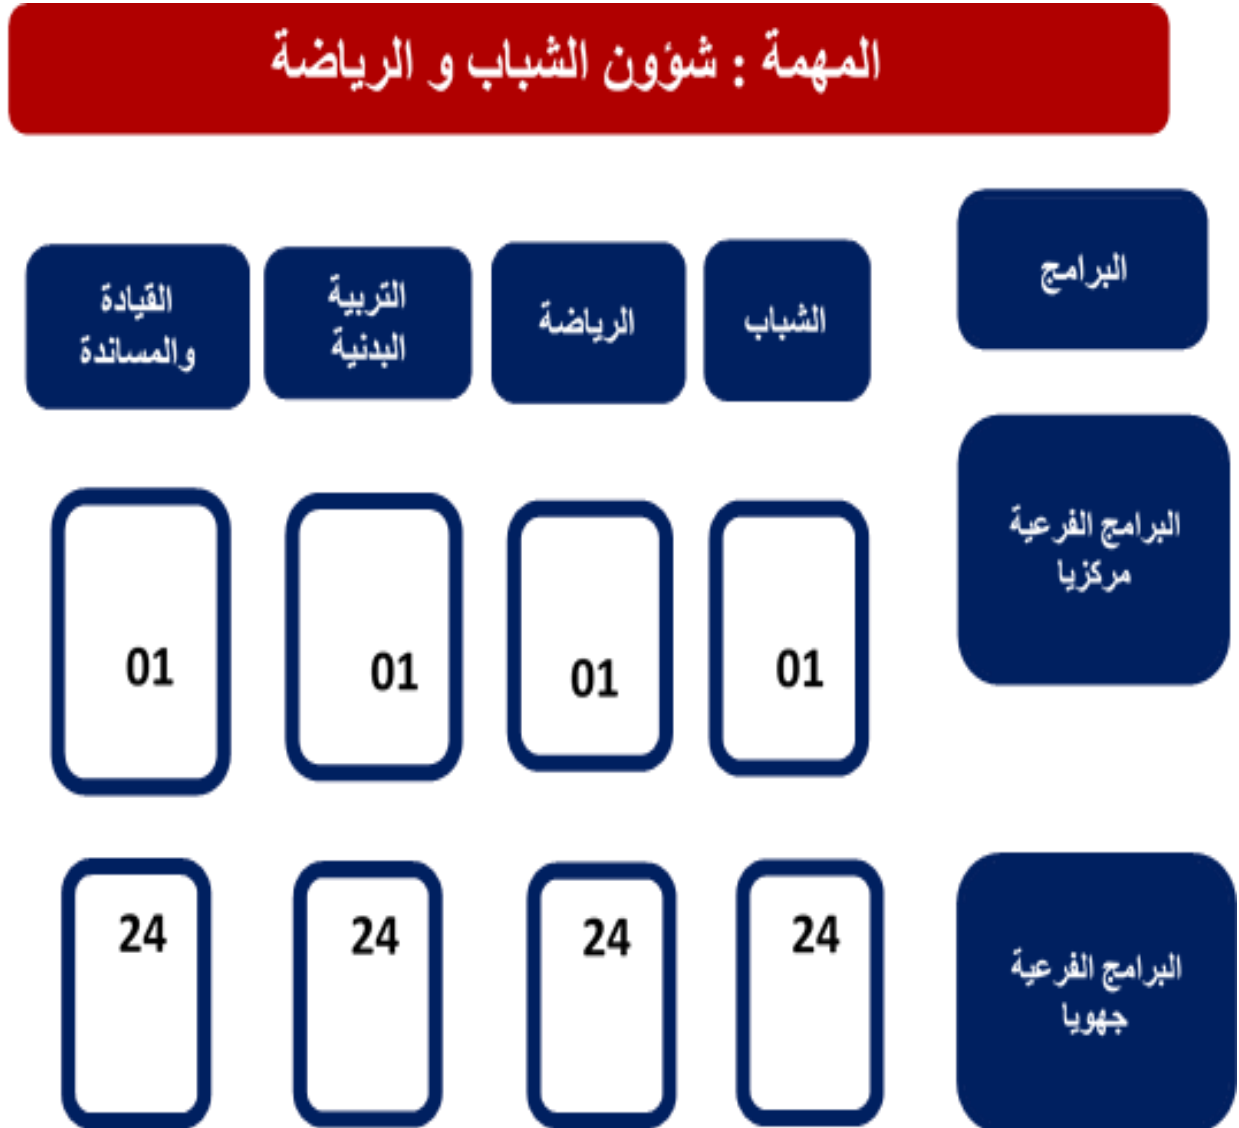 المهمة : شؤون الشباب و الرياضة
البرامج
الشباب
الرياضة
التربية
البدنية
القيادة
والمساندة
البرامج الفرعية
مركزيا
01
01
01
01
البرامج الفرعية
جهويا
24
24
24
24